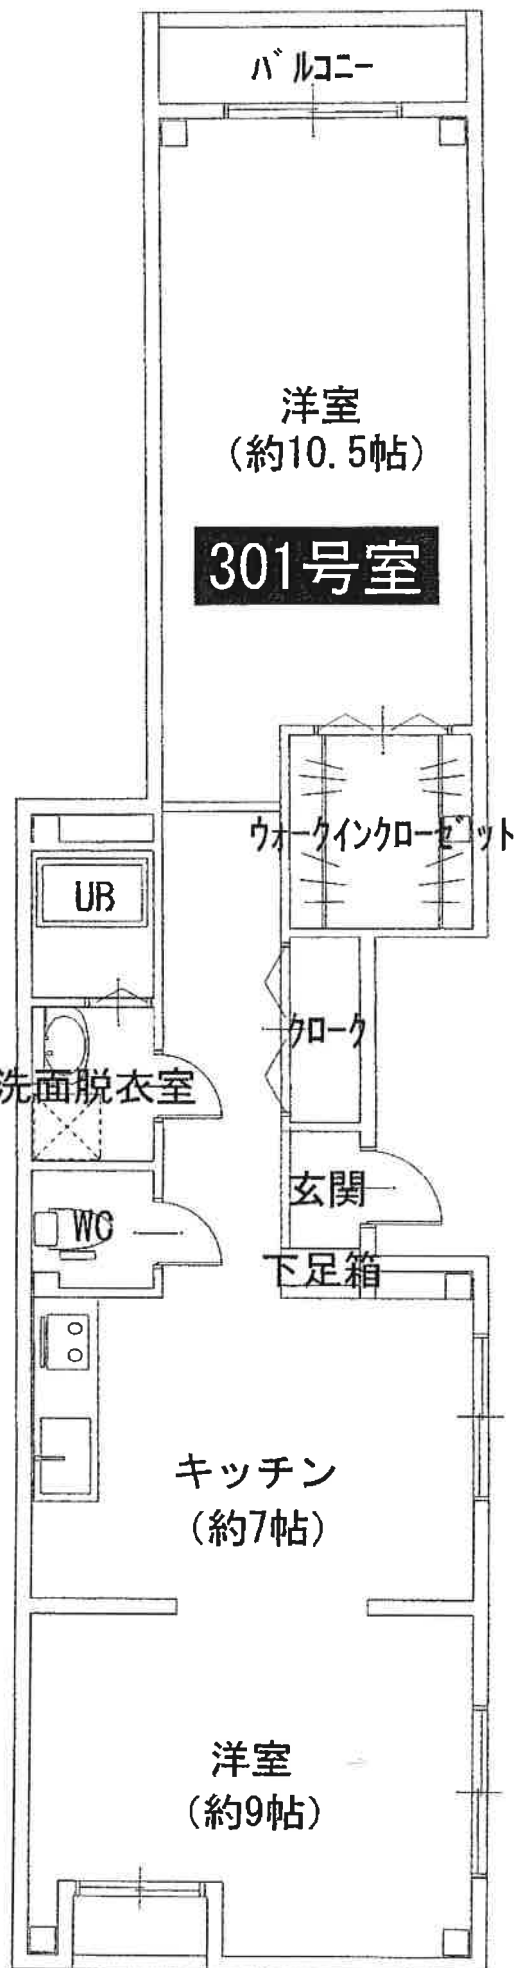 バルコニー
洋室
(約10.5帖)
301号室
ウォークインクローゼット
UB
クローク
洗面脱衣室
玄関
WC
下足箱
キッチン
(約7帖)
洋室
(約9帖)